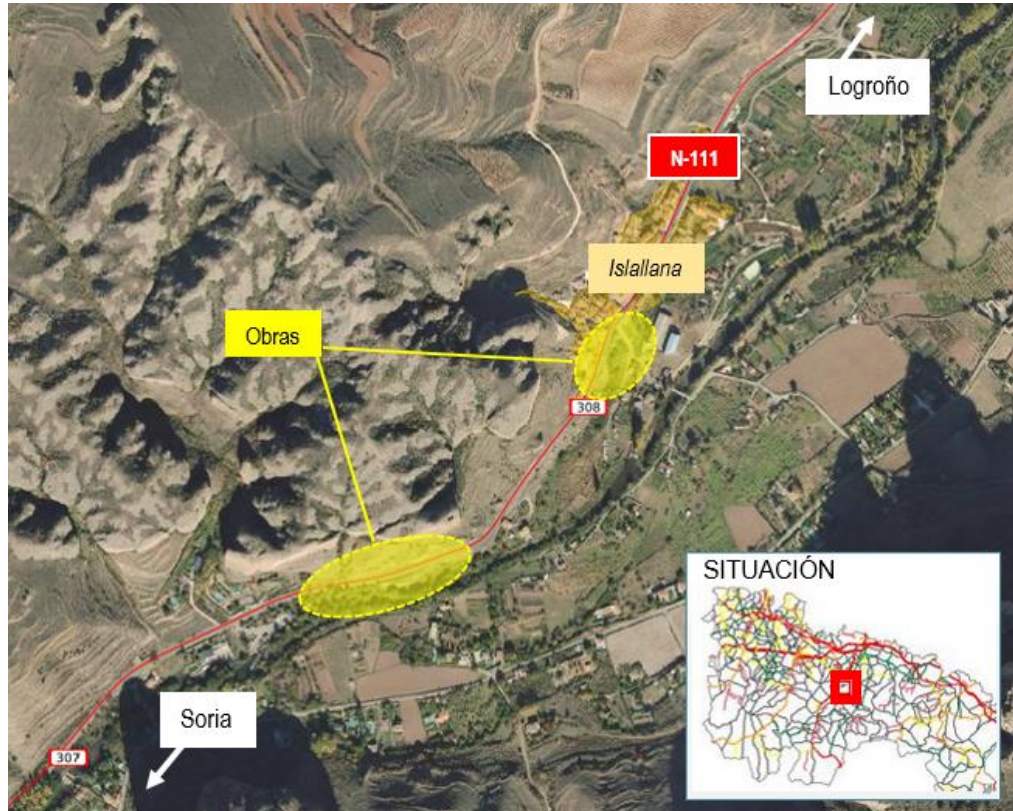 Logroño
N-111
Islallana
Obras
308
SITUACIÓN
Soria
307